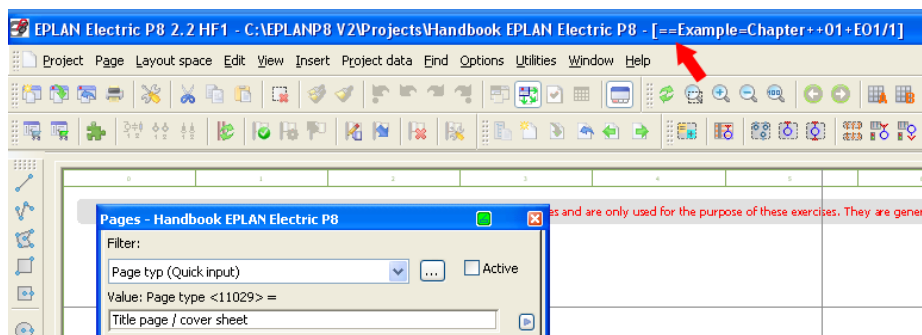 EPLAN Electric P8 2.2 HF1 - C:\EPLANP8 V2\Projects\Handbook EPLAN Electric P8 - [==Example=Chapter++01+EO1/1]
Project Page Layout space Edit View Insert Project data Find Options Utilities Window Help
0 1 2 3 4 5
es and are only used for the purpose of these exercises. They are gener
Pages - Handbook EPLAN Electric P8
Filter:
Page typ (Quick input) ... Active
Value: Page type <11029> =
Title page / cover sheet